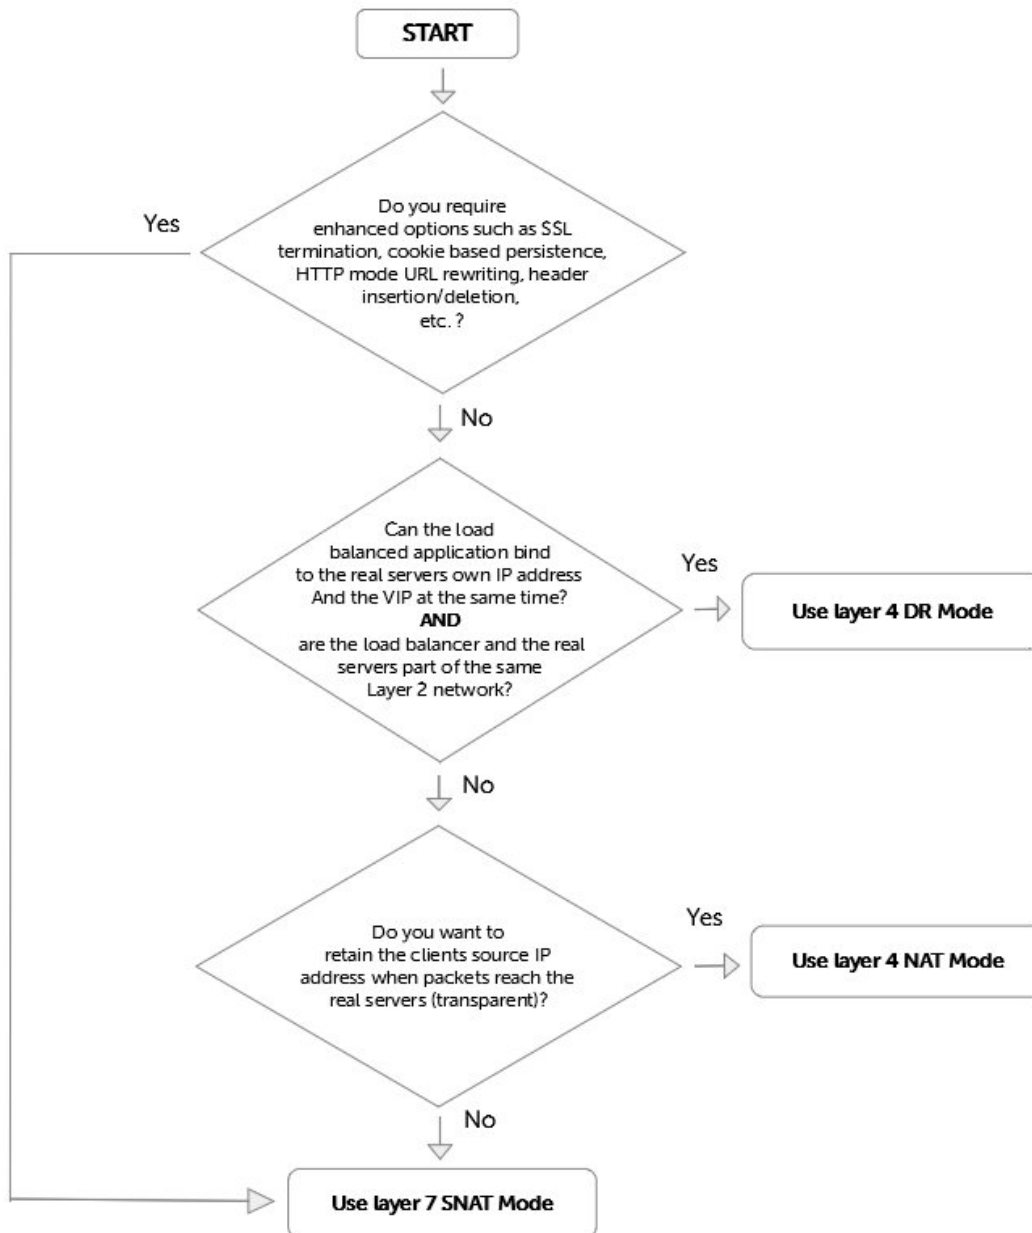 START
Yes
Do you require
enhanced options such as SSL
termination, cookie based persistence,
HTTP mode URL rewriting, header
insertion/deletion,
etc. ?
No
Can the load
balanced application bind
to the real servers own IP address
And the VIP at the same time?
AND
are the load balancer and the real
servers part of the same
Layer 2 network?
Yes
Use layer 4 DR Mode
No
Do you want to
retain the clients source IP
address when packets reach the
real servers (transparent)?
Yes
Use layer 4 NAT Mode
No
Use layer 7 SNAT Mode